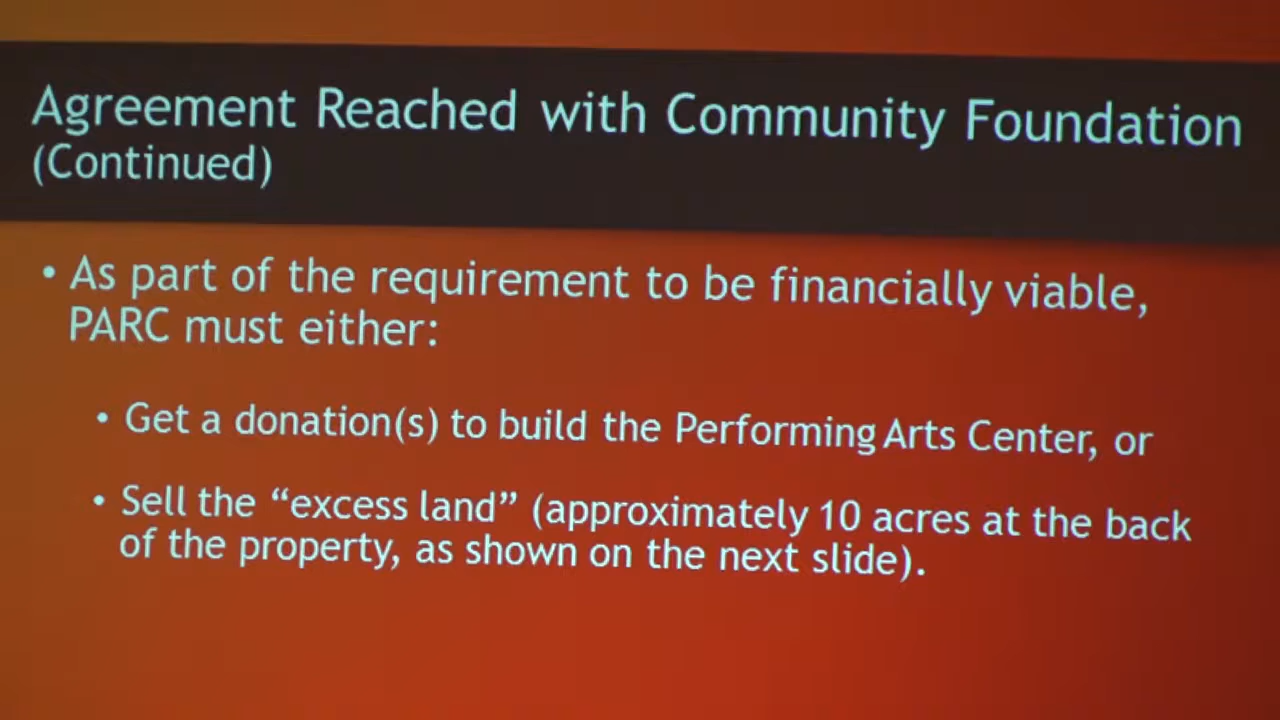 Agreement Reached with Community Foundation
(Continued)
• As part of the requirement to be financially viable,
PARC must either:
• Get a donation(s) to build the Performing Arts Center, or
• Sell the “excess land” (approximately 10 acres at the back
of the property, as shown on the next slide).